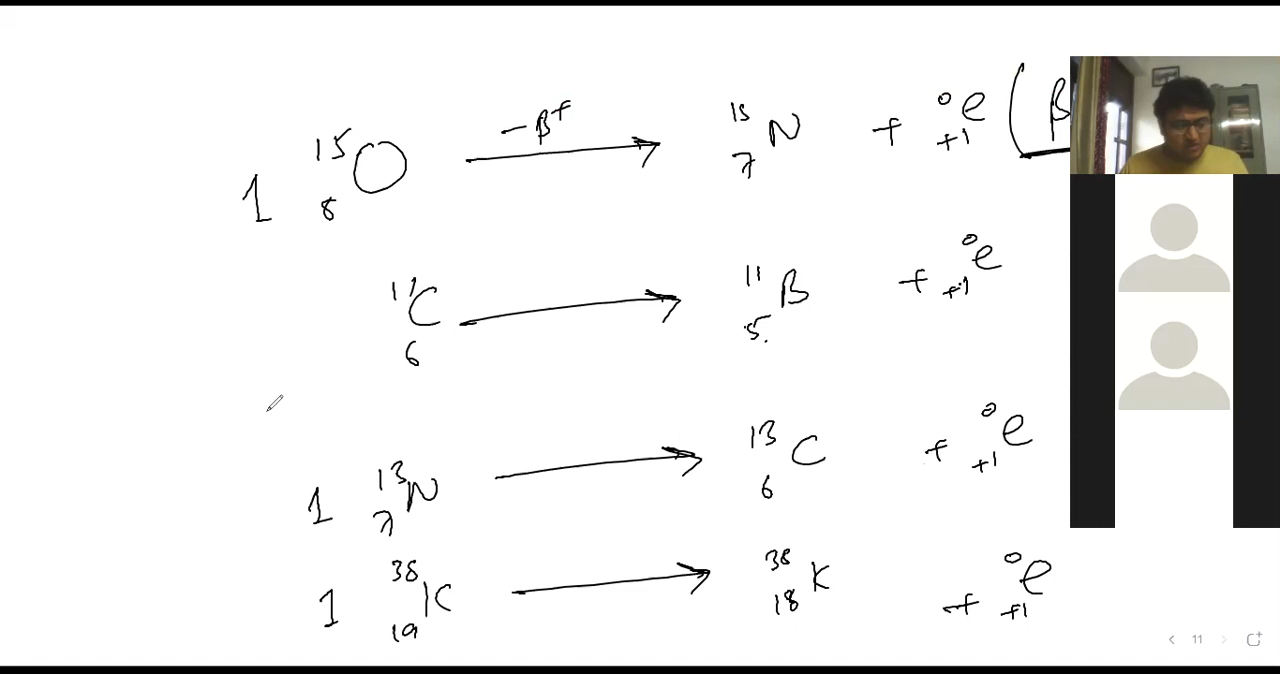 1 ¹⁵₈O —β⁺→ ¹⁵₇N + ⁰₊₁e (β
¹¹₆C → ¹¹₅B + ⁰₊₁e
1 ¹³₇N → ¹³₆C + ⁰₊₁e
1 ³⁸₁₉K → ³⁸₁₈K + ⁰₊₁e
11